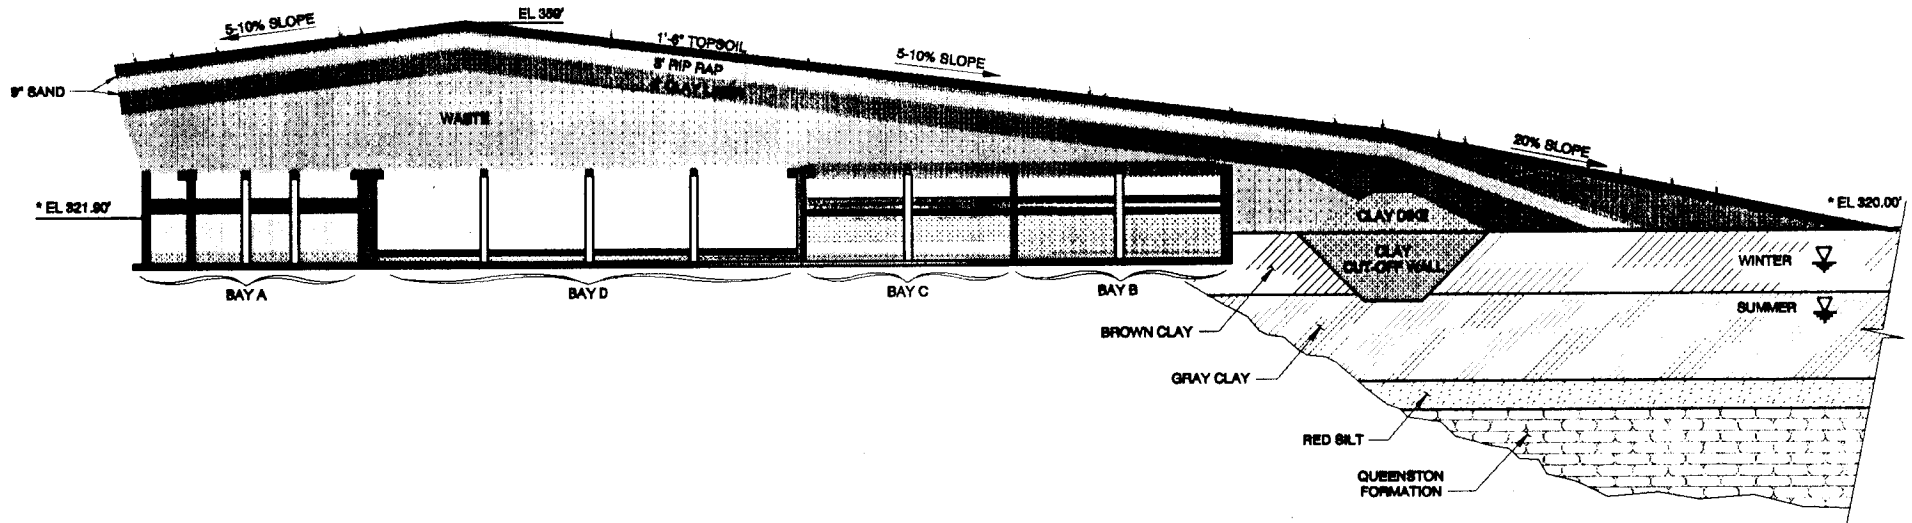 5-10% SLOPE
EL 359'
1'-6" TOPSOIL
3' RIP RAP
5-10% SLOPE
9" SAND
WASTE
20% SLOPE
* EL 321.90'
* EL 320.00'
CLAY DIKE
CLAY
CUT-OFF WALL
WINTER
SUMMER
BAY A
BAY D
BAY C
BAY B
BROWN CLAY
GRAY CLAY
RED SILT
QUEENSTON
FORMATION